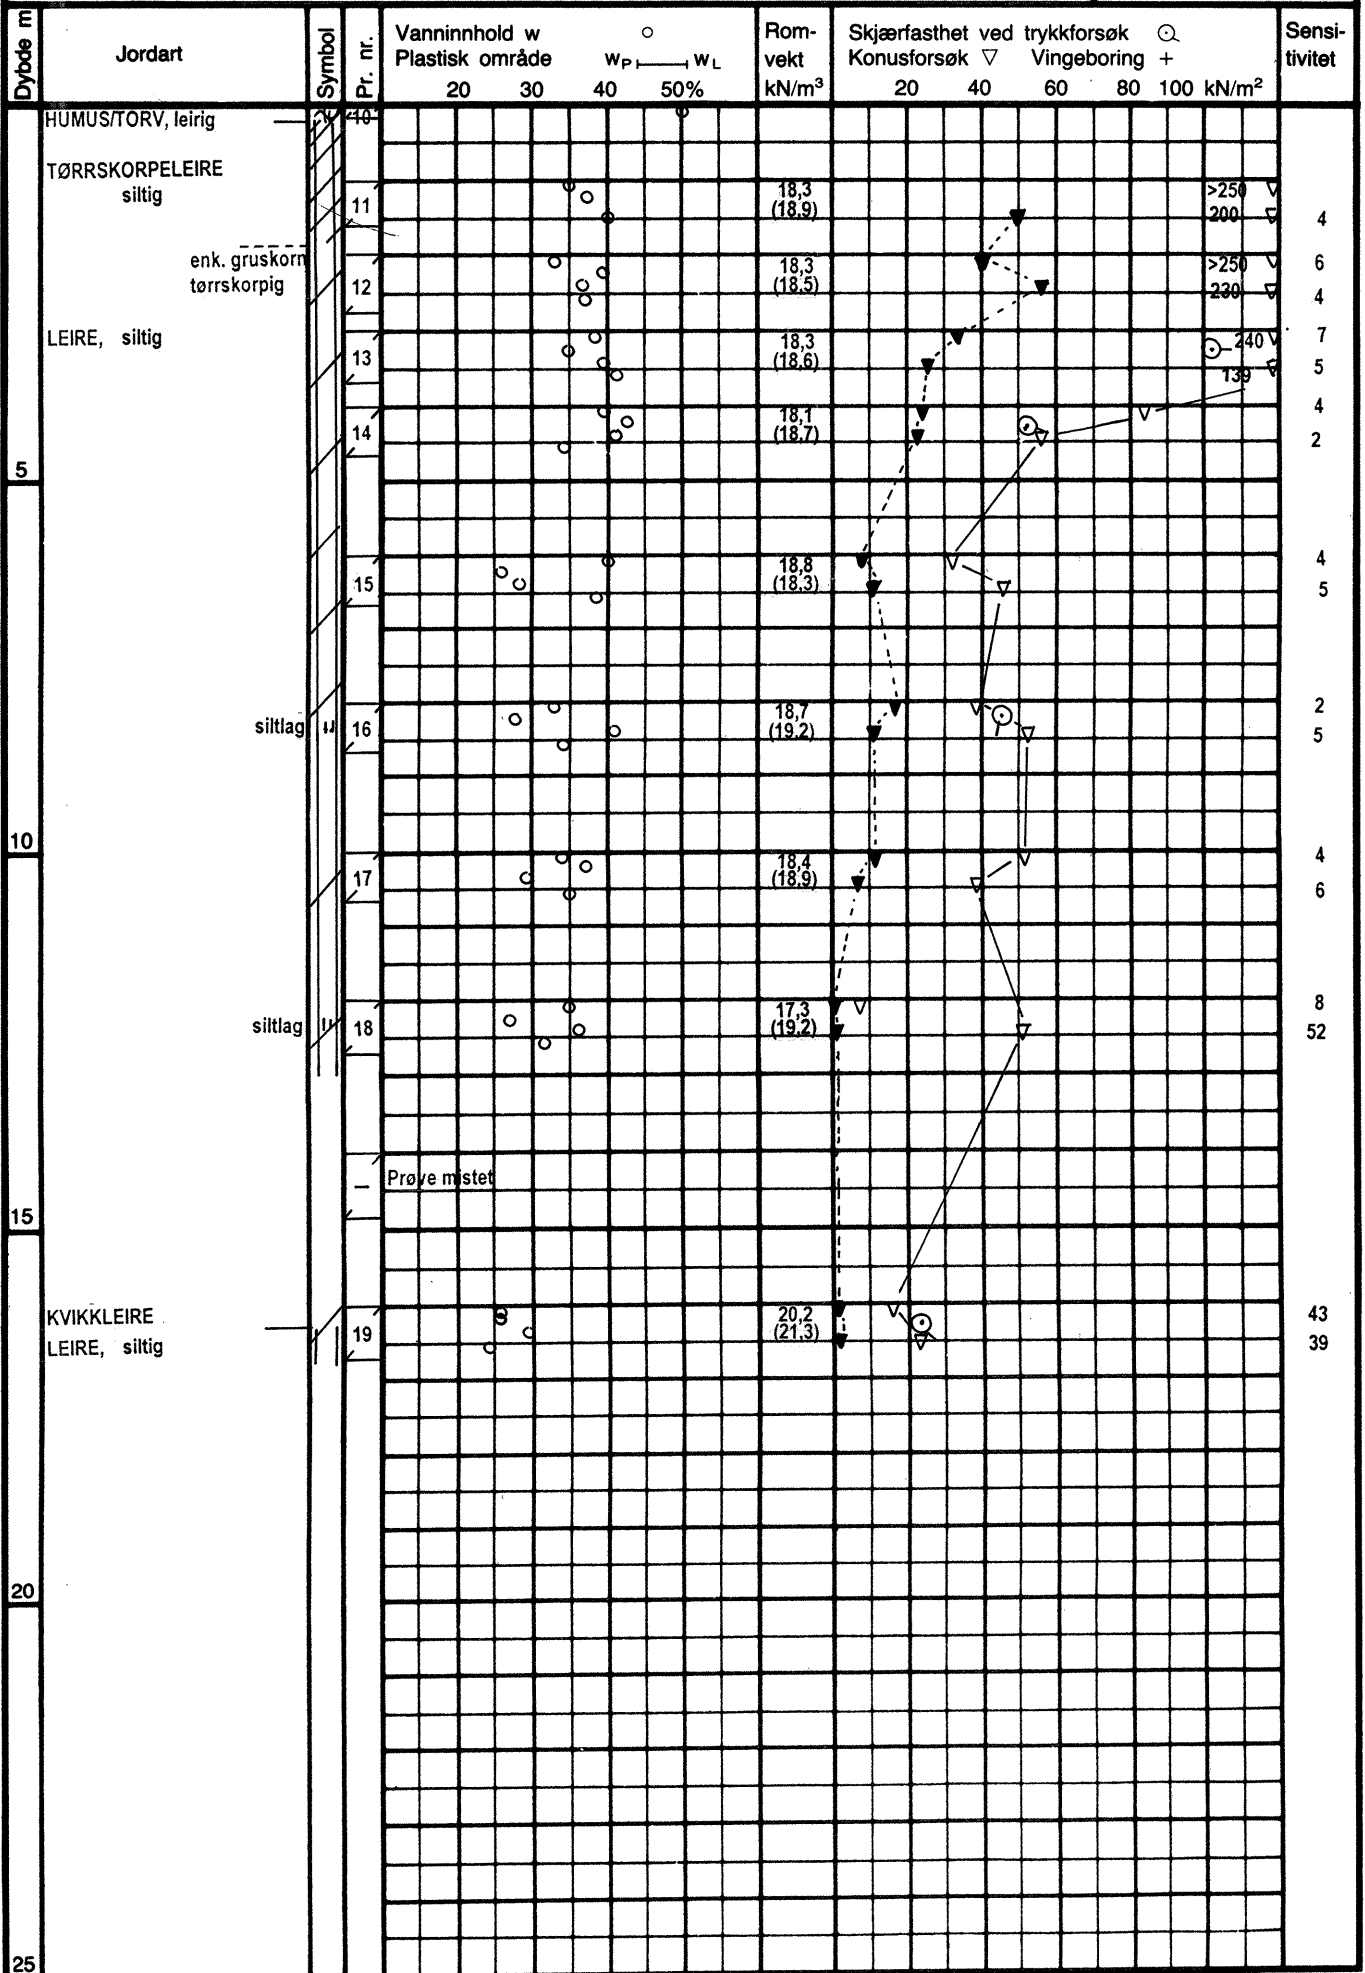 Dybde m
Jordart
Symbol
Pr. nr.
Vanninnhold w
Plastisk område wP wL
20 30 40 50%
Rom-
vekt
kN/m³
Skjærfasthet ved trykkforsøk
Konusforsøk Vingeboring +
20 40 60 80 100 kN/m²
Sensi-
tivitet
HUMUS/TORV, leirig
10
TØRRSKORPELEIRE
siltig
11
18,3
(18,9)
>250
200
4
enk. gruskorn
tørrskorpig
12
18,3
(18,5)
>250
230
6
4
LEIRE, siltig
13
18,3
(18,6)
240
139
7
5
14
18,1
(18,7)
4
2
5
15
18,8
(18,3)
4
5
siltlag
16
18,7
(19,2)
2
5
10
17
18,4
(18,9)
4
6
siltlag
18
17,3
(19,2)
8
52
Prøve mistet
–
15
KVIKKLEIRE
LEIRE, siltig
19
20,2
(21,3)
43
39
20
25